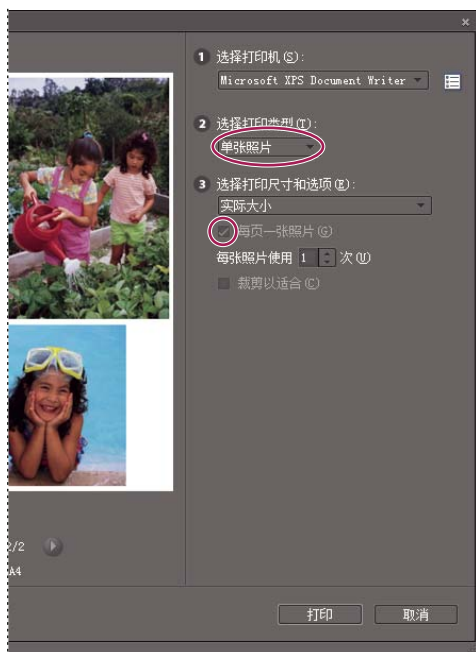 1 选择打印机(S):
Microsoft XPS Document Writer
2 选择打印类型(T):
单张照片
3 选择打印尺寸和选项(E):
实际大小
每页一张照片(G)
每张照片使用 1 次(U)
裁剪以适合(C)
/2
A4
打印 取消